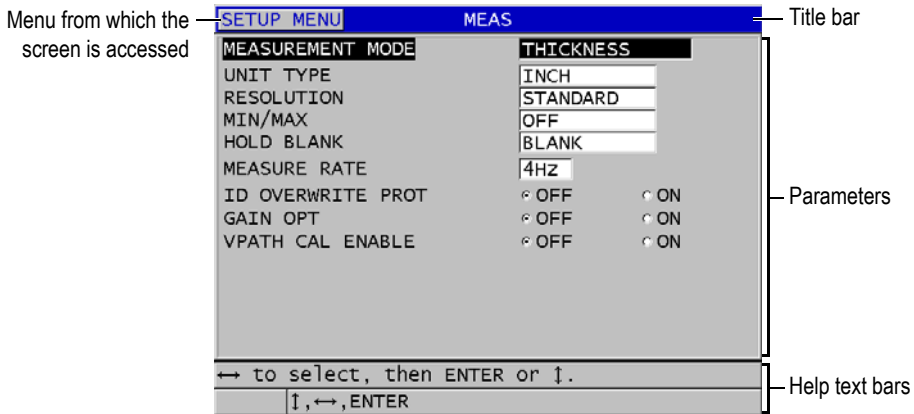 Menu from which the
screen is accessed
SETUP MENU MEAS
Title bar
MEASUREMENT MODE THICKNESS
UNIT TYPE INCH
RESOLUTION STANDARD
MIN/MAX OFF
HOLD BLANK BLANK
MEASURE RATE 4Hz
ID OVERWRITE PROT OFF ON
GAIN OPT OFF ON
VPATH CAL ENABLE OFF ON
Parameters
↔ to select, then ENTER or ↕.
↕,↔,ENTER
Help text bars